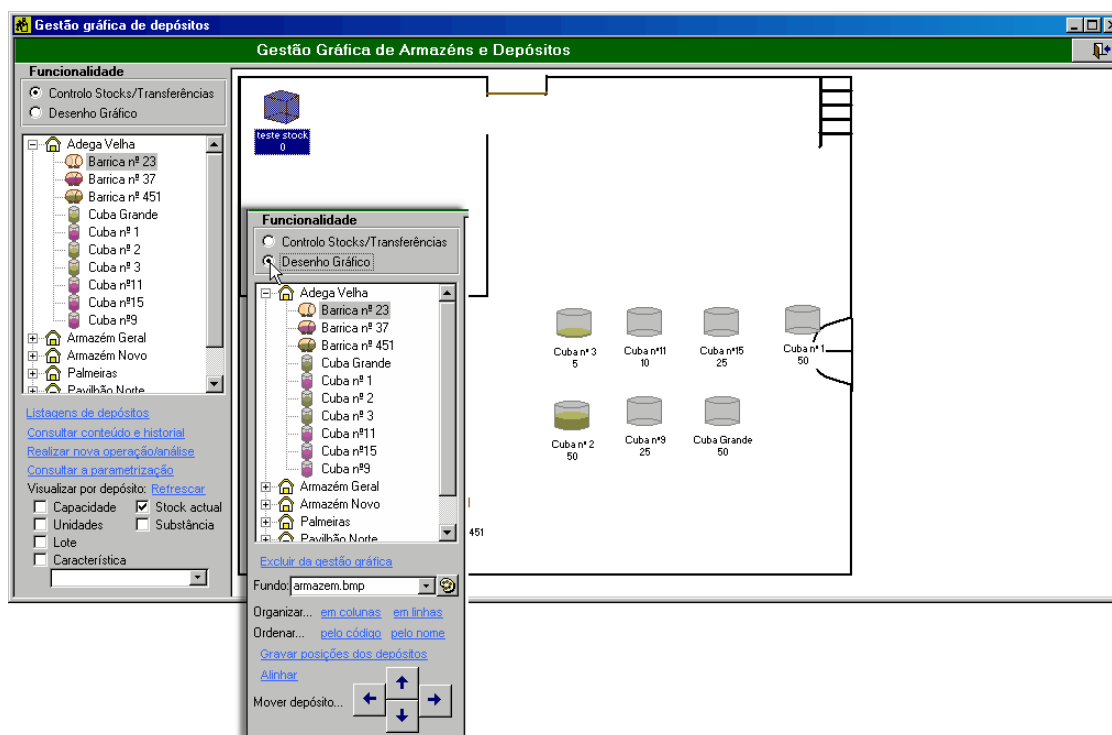 Gestão gráfica de depósitos
Gestão Gráfica de Armazéns e Depósitos
Funcionalidade
Controlo Stocks/Transferências
Desenho Gráfico
Adega Velha
Barrica nº 23
Barrica nº 37
Barrica nº 451
Cuba Grande
Cuba nº 1
Cuba nº 2
Cuba nº 3
Cuba nº11
Cuba nº15
Cuba nº9
Armazém Geral
Armazém Novo
Palmeiras
Pavilhão Norte
Listagens de depósitos
Consultar conteúdo e historial
Realizar nova operação/análise
Consultar a parametrização
Visualizar por depósito: Refrescar
Capacidade Stock actual
Unidades Substância
Lote
Característica
teste stock
0
Funcionalidade
Controlo Stocks/Transferências
Desenho Gráfico
Adega Velha
Barrica nº 23
Barrica nº 37
Barrica nº 451
Cuba Grande
Cuba nº 1
Cuba nº 2
Cuba nº 3
Cuba nº11
Cuba nº15
Cuba nº9
Armazém Geral
Armazém Novo
Palmeiras
Pavilhão Norte
Excluir da gestão gráfica
Fundo: armazem.bmp
Organizar... em colunas em linhas
Ordenar... pelo código pelo nome
Gravar posições dos depósitos
Alinhar
Mover depósito...
451
Cuba nº 3 Cuba nº11 Cuba nº15 Cuba nº 1
5 10 25 50
Cuba nº 2 Cuba nº9 Cuba Grande
50 25 50